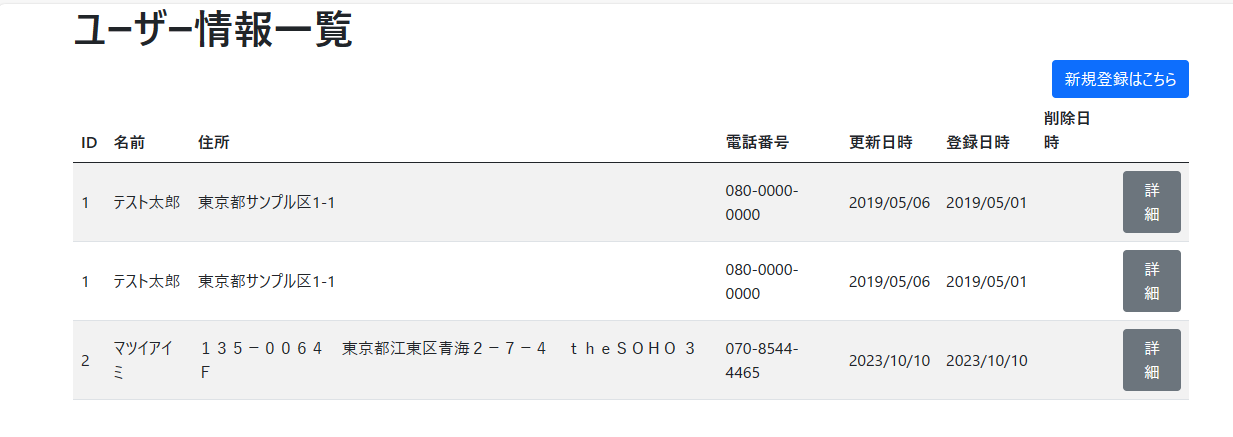 ユーザー情報一覧
新規登録はこちら
ID 名前 住所 電話番号 更新日時 登録日時 削除日
時
1 テスト太郎 東京都サンプル区1-1 080-0000-
0000 2019/05/06 2019/05/01 詳
細
1 テスト太郎 東京都サンプル区1-1 080-0000-
0000 2019/05/06 2019/05/01 詳
細
2 マツイアイ
ミ １３５－００６４　東京都江東区青海２－７－４　ｔｈｅＳＯＨＯ３
Ｆ 070-8544-
4465 2023/10/10 2023/10/10 詳
細